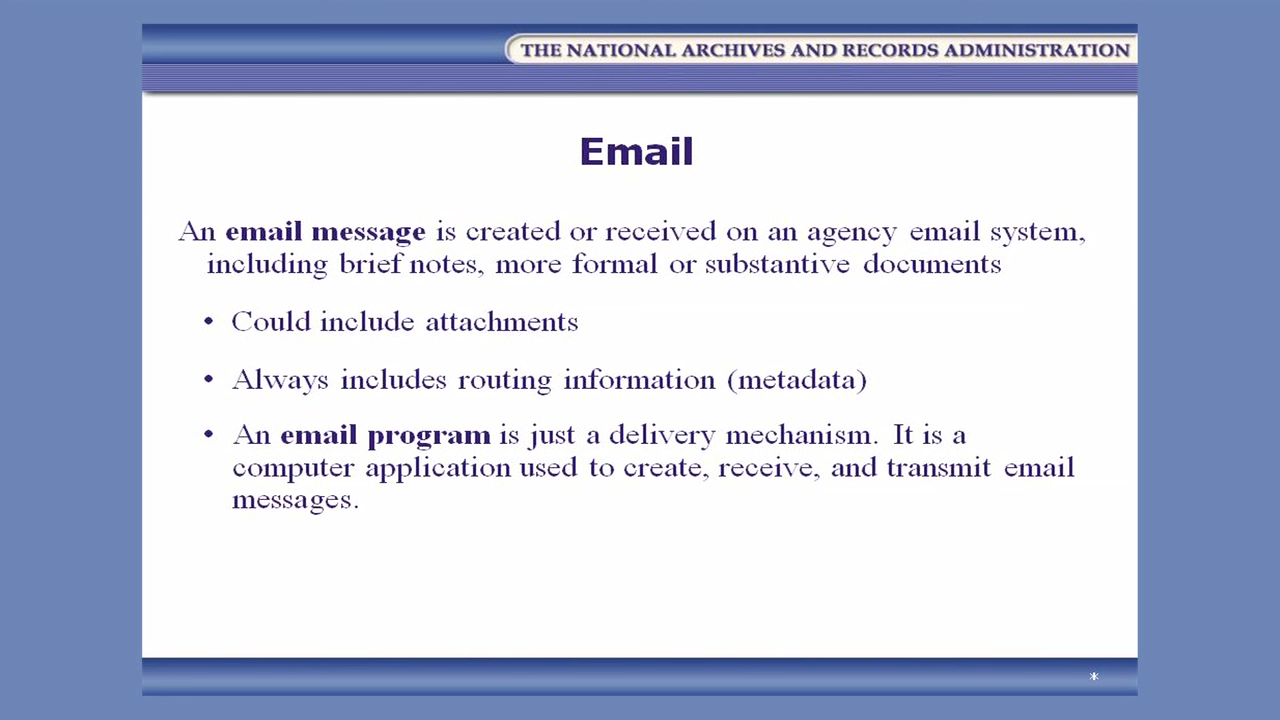 THE NATIONAL ARCHIVES AND RECORDS ADMINISTRATION
Email
An email message is created or received on an agency email system,
including brief notes, more formal or substantive documents
• Could include attachments
• Always includes routing information (metadata)
• An email program is just a delivery mechanism. It is a
computer application used to create, receive, and transmit email
messages.
*